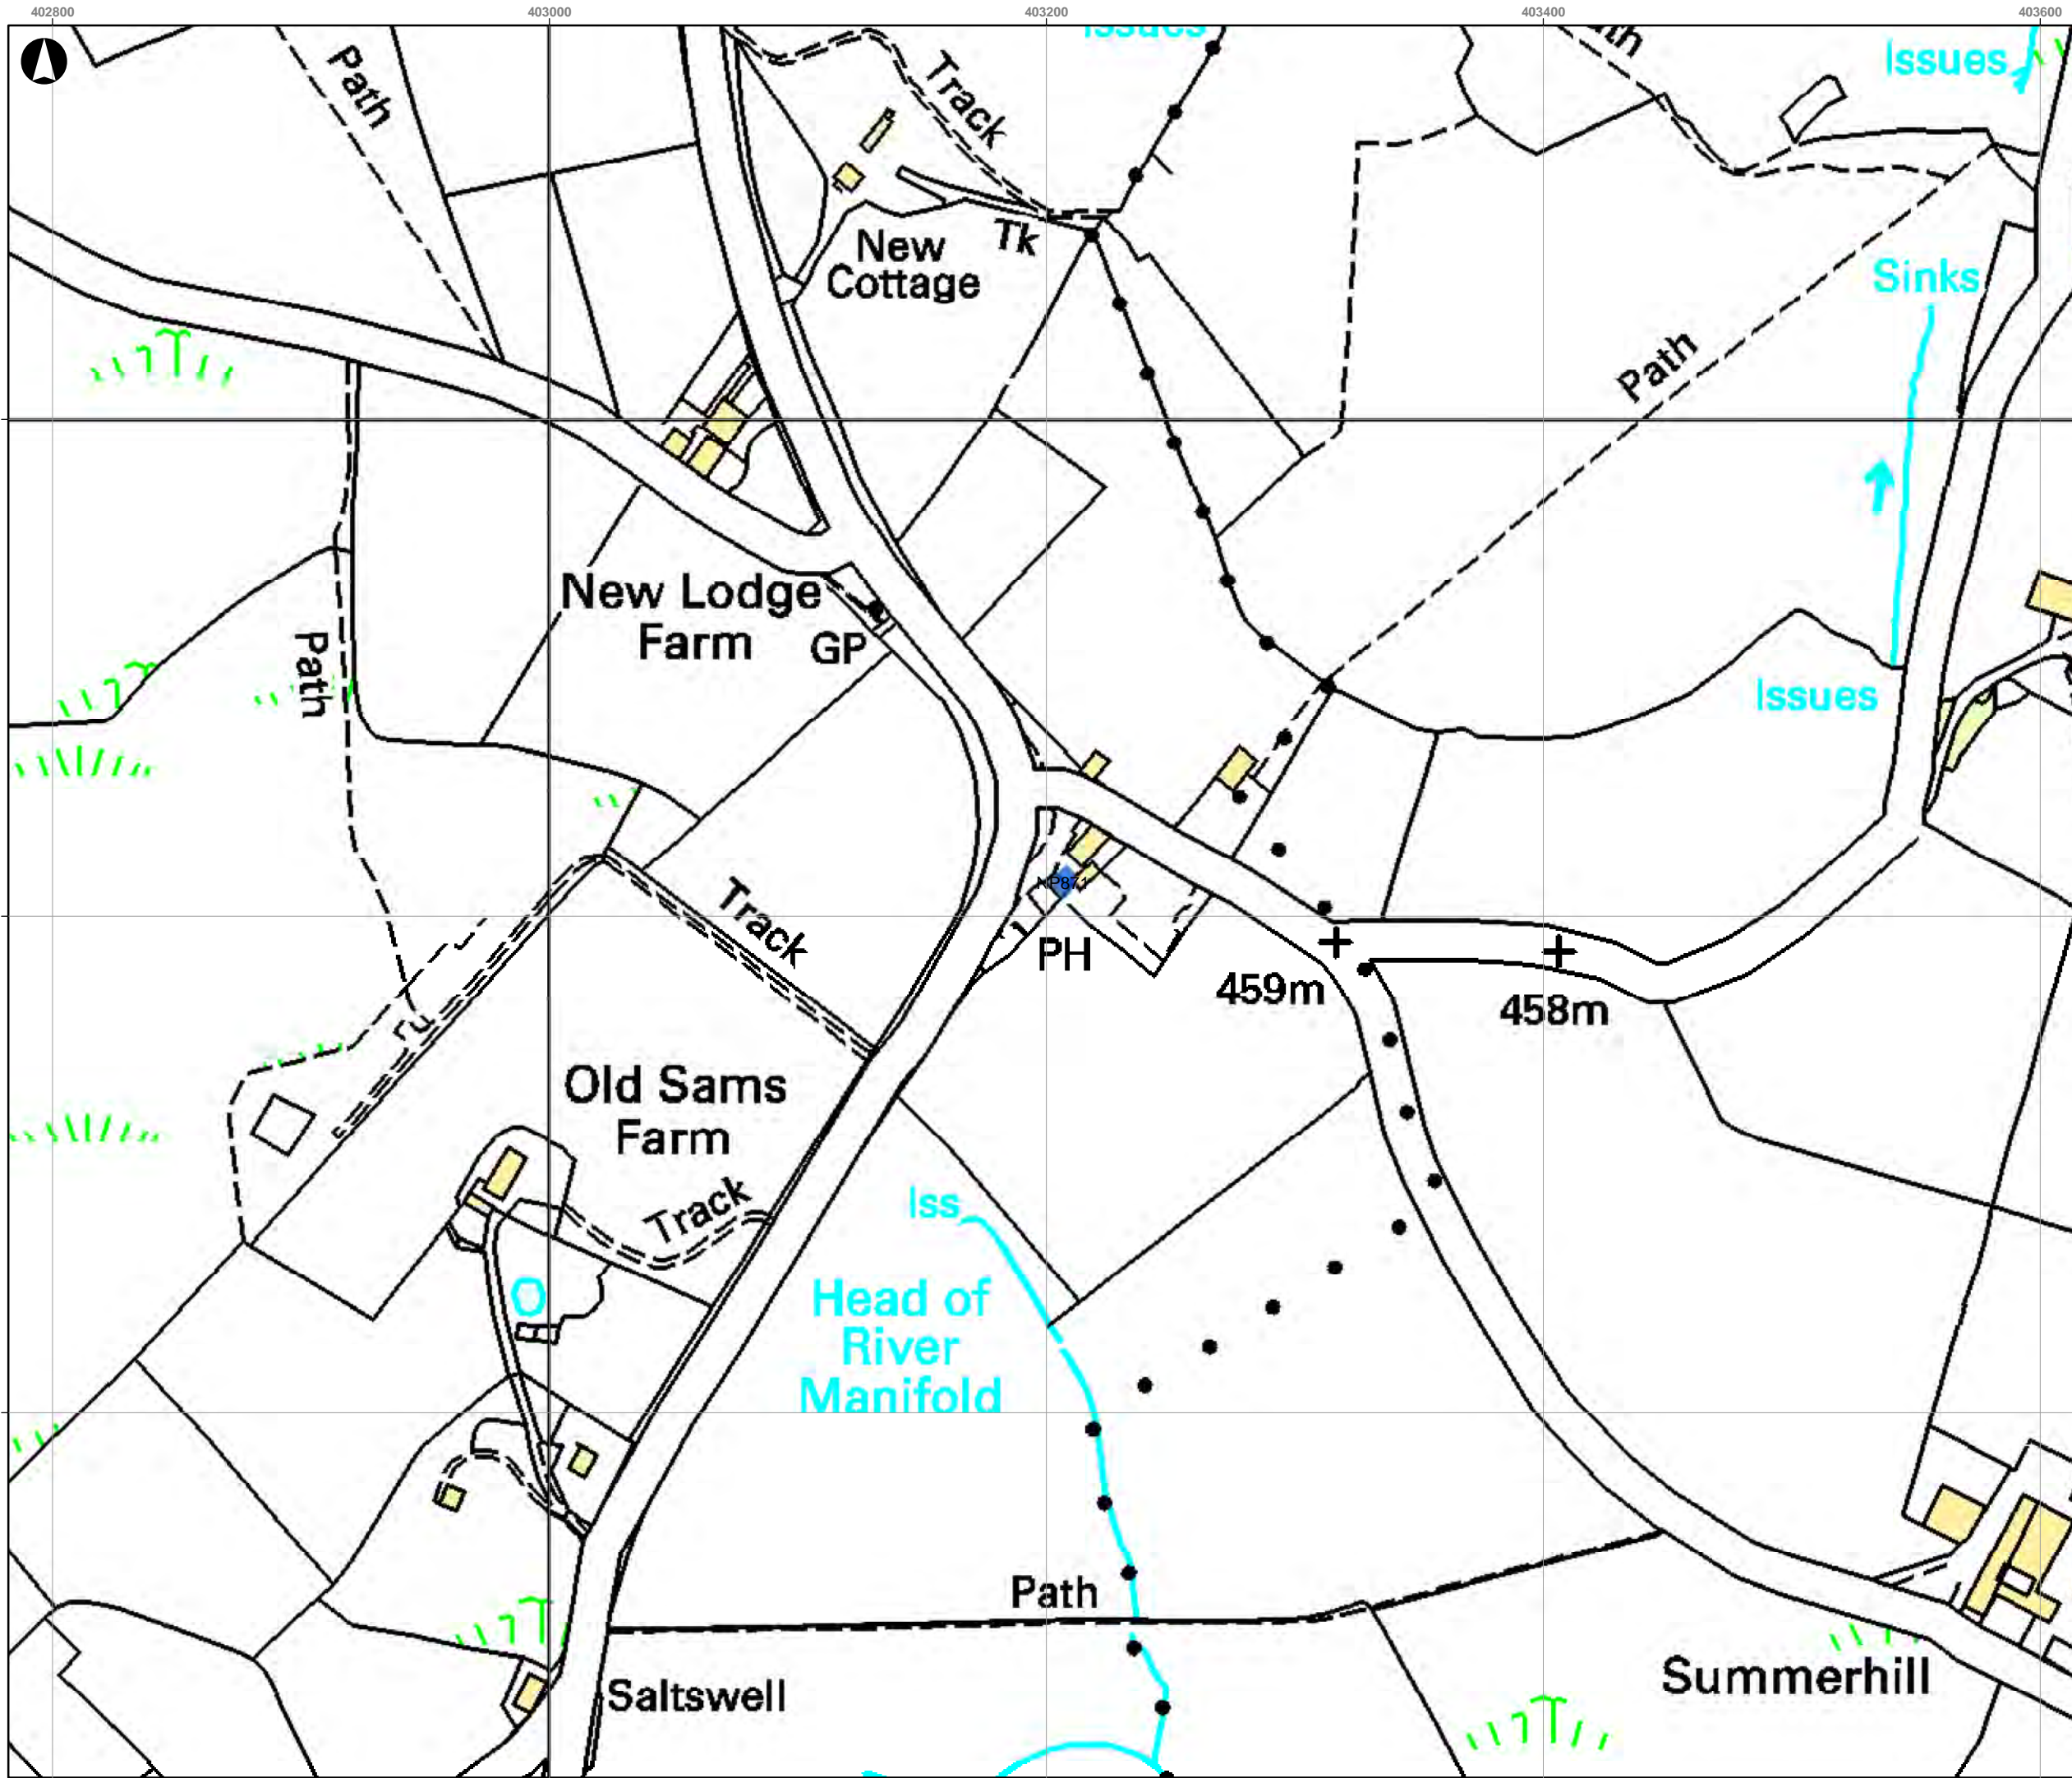 402800
403000
403200
403400
403600
Issues
Issues
Path
Track
Tk
New
Cottage
Sinks
Path
New Lodge
Farm
GP
Path
Issues
NP871
PH
Track
459m
458m
Old Sams
Farm
Track
Iss
Head of
River
Manifold
Path
Saltswell
Summerhill